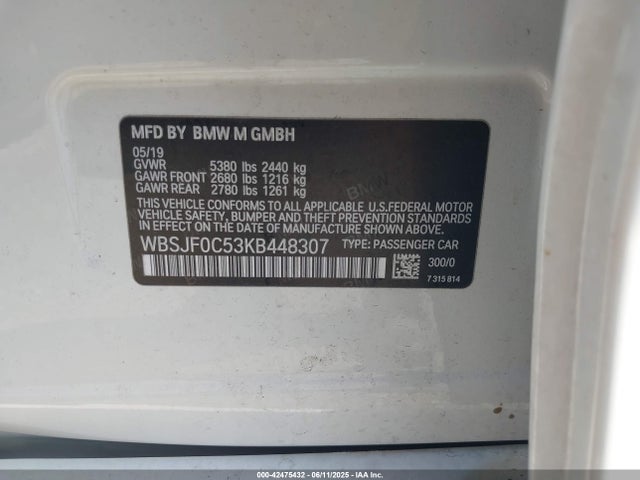 MFD BY BMW M GMBH
05/19
GVWR 5380 lbs 2440 kg
GAWR FRONT 2680 lbs 1216 kg
GAWR REAR 2780 lbs 1261 kg
THIS VEHICLE CONFORMS TO ALL APPLICABLE U.S.FEDERAL MOTOR
VEHICLE SAFETY, BUMPER, AND THEFT PREVENTION STANDARDS
IN EFFECT ON THE DATE OF MANUFACTURE SHOWN ABOVE.
WBSJF0C53KB448307 TYPE: PASSENGER CAR
300/0
7 315 814
000-42475432 - 06/11/2025 - IAA Inc.